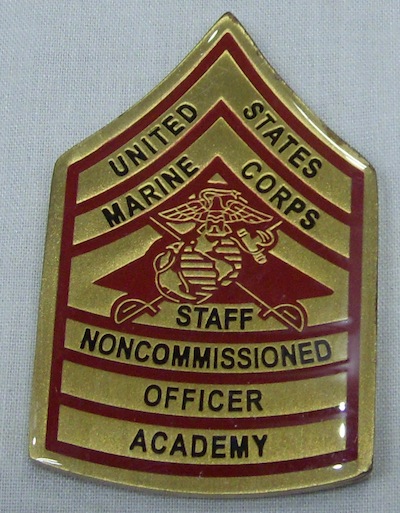 UNITED STATES
MARINE CORPS
STAFF
NONCOMMISSIONED
OFFICER
ACADEMY